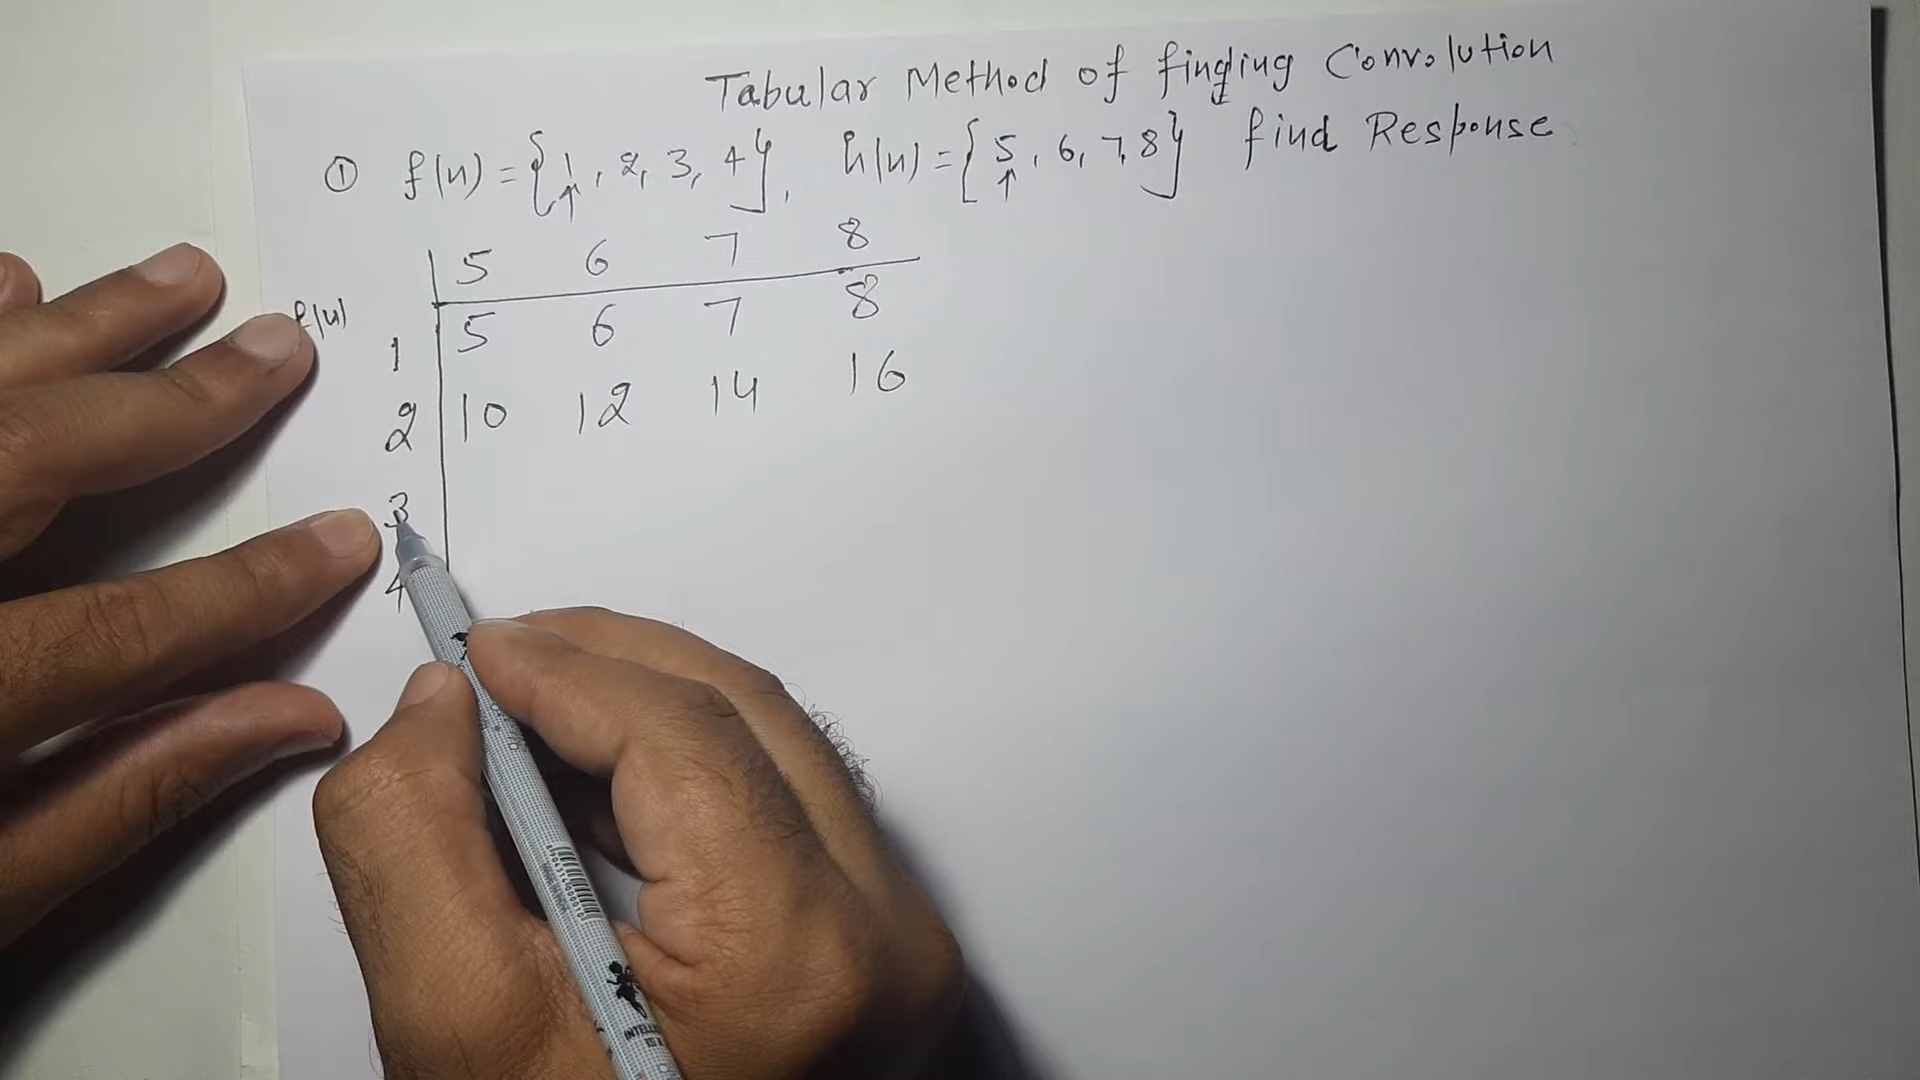 Tabular Method of finding Convolution
① f(n) = {1, 2, 3, 4}, h(n) = {5, 6, 7, 8} find Response
↑ ↑
5 6 7 8
f(n)
1 5 6 7 8
2 10 12 14 16
3
4